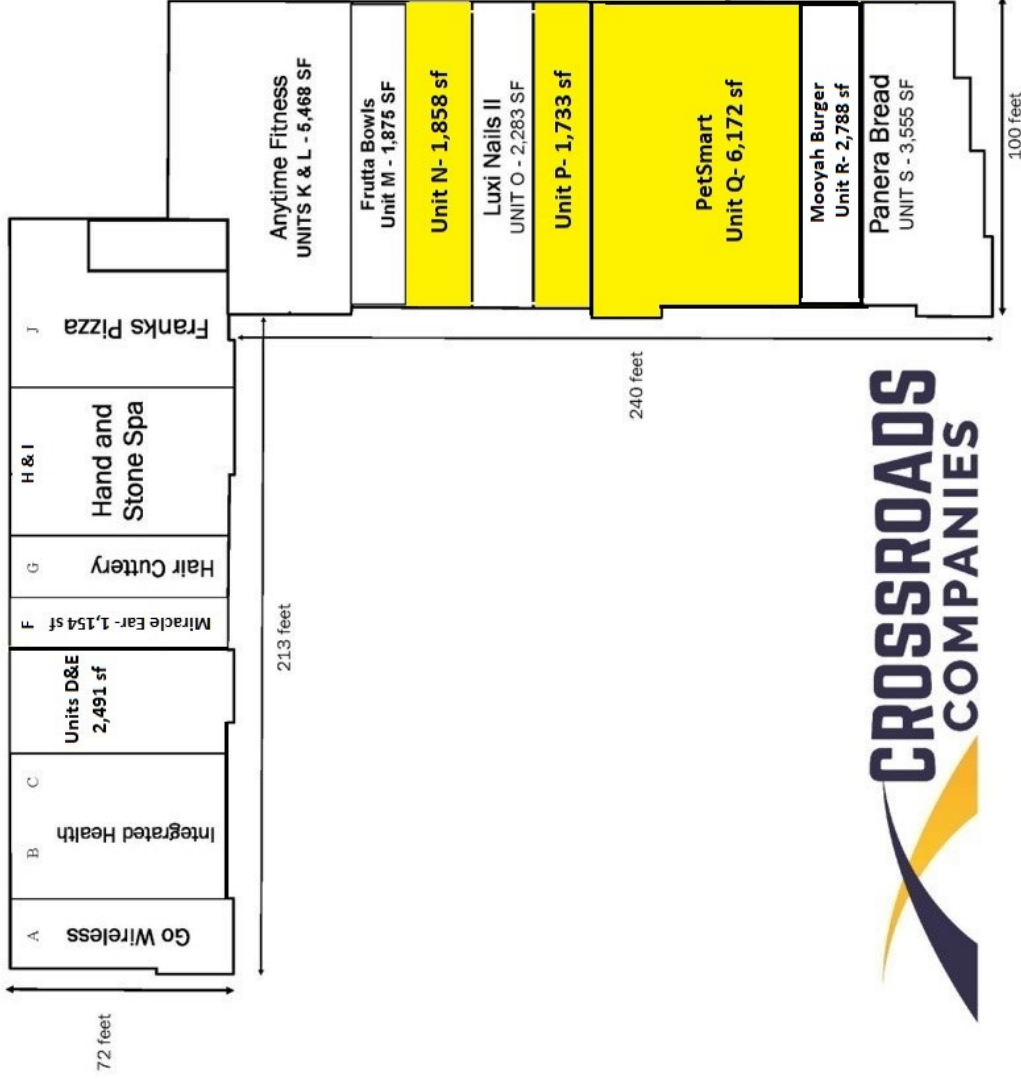 A
Go Wireless
B
C
Integrated Health
Units D&E
2,491 sf
F
Miracle Ear- 1,154 sf
G
Hair Cuttery
H & I
Hand and
Stone Spa
J
Franks Pizza
72 feet
213 feet
Anytime Fitness
UNITS K & L - 5,468 SF
Frutta Bowls
Unit M - 1,875 SF
Unit N- 1,858 sf
Luxi Nails II
UNIT O - 2,283 SF
Unit P- 1,733 sf
PetSmart
Unit Q- 6,172 sf
Mooyah Burger
Unit R- 2,788 sf
Panera Bread
UNIT S - 3,555 SF
240 feet
100 feet
CROSSROADS
COMPANIES